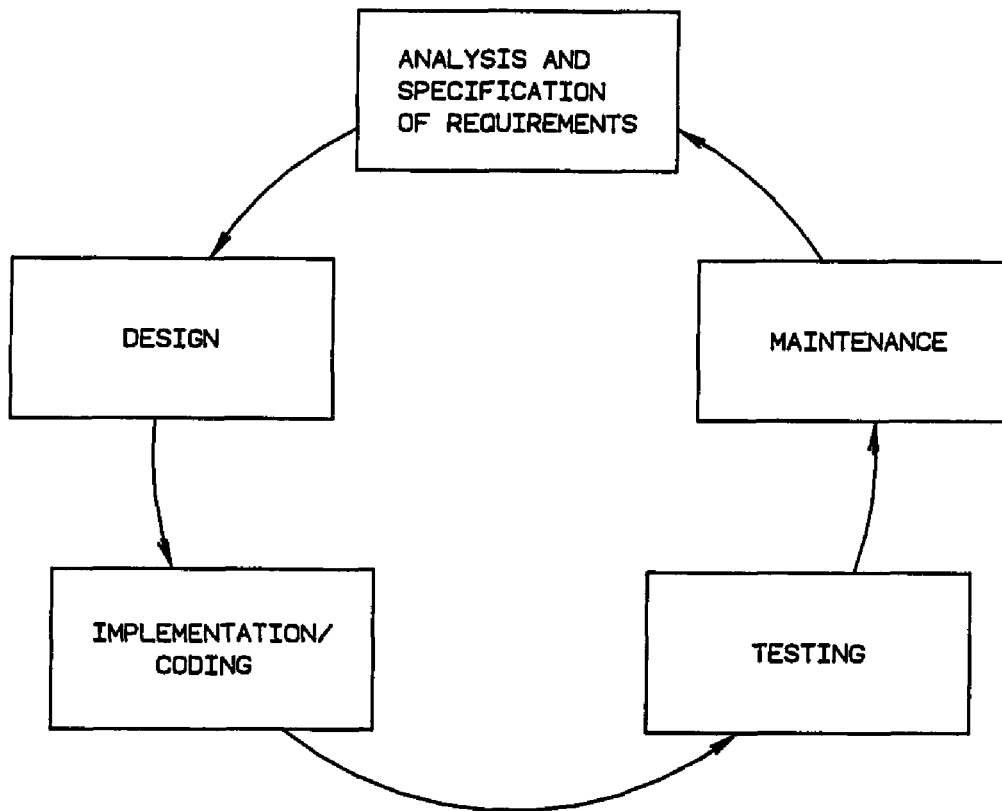 ANALYSIS AND
SPECIFICATION
OF REQUIREMENTS
DESIGN
MAINTENANCE
IMPLEMENTATION/
CODING
TESTING